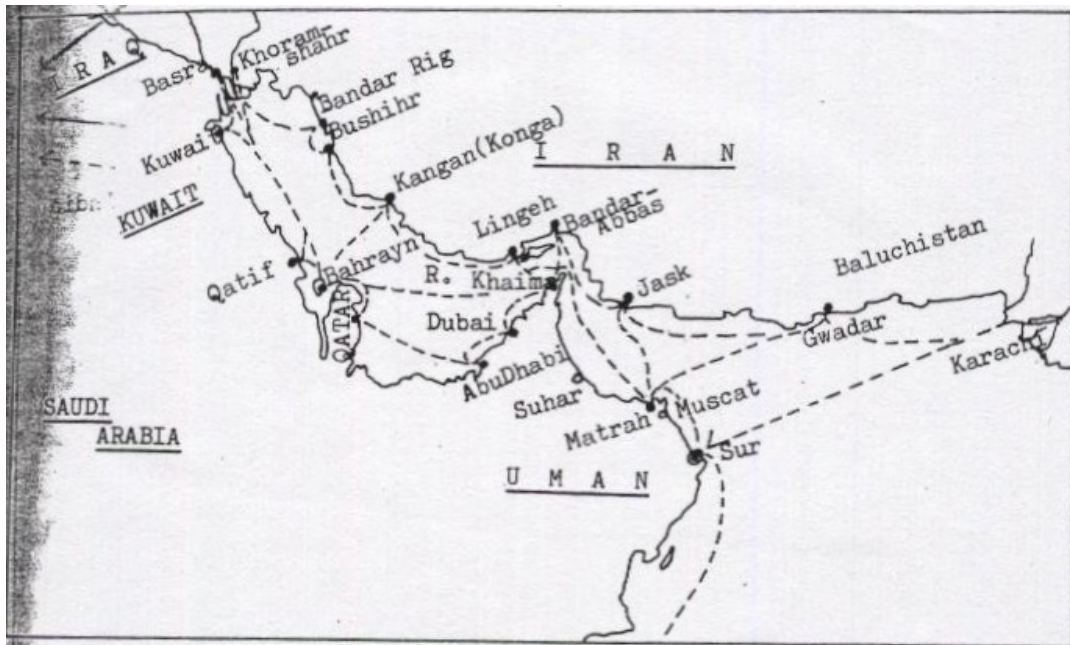 I R A Q
Basra
Khoram-
shahr
Bandar Rig
Bushihr
Kuwait
KUWAIT
Kangan(Konga)
I R A N
Lingeh
Bandar-
Abbas
Qatif
Bahrayn
R. Khaima
Jask
Baluchistan
QATAR
Dubai
Gwadar
AbuDhabi
Karachi
Suhar
Matrah
Muscat
SAUDI
ARABIA
Sur
U M A N